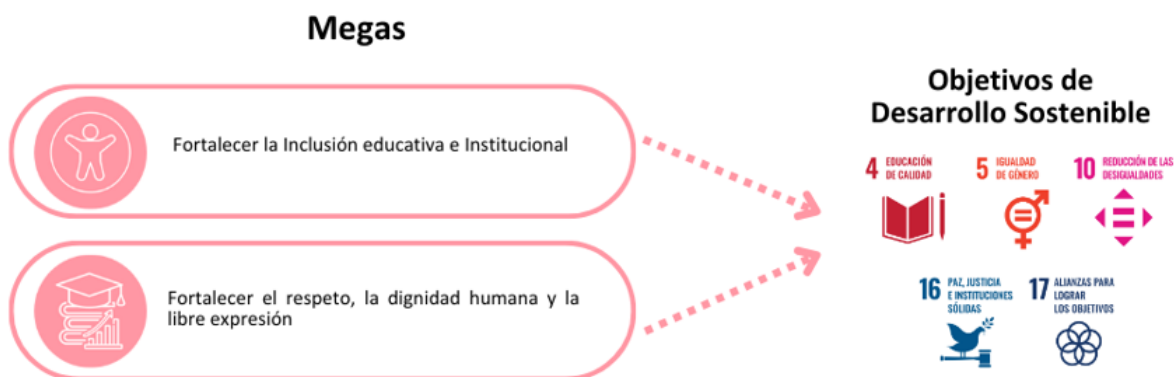 Megas
Fortalecer la Inclusión educativa e Institucional
Fortalecer el respeto, la dignidad humana y la
libre expresión
Objetivos de
Desarrollo Sostenible
4 EDUCACIÓN
DE CALIDAD
5 IGUALDAD
DE GÉNERO
10 REDUCCIÓN DE LAS
DESIGUALDADES
16 PAZ, JUSTICIA
E INSTITUCIONES
SÓLIDAS
17 ALIANZAS PARA
LOGRAR
LOS OBJETIVOS